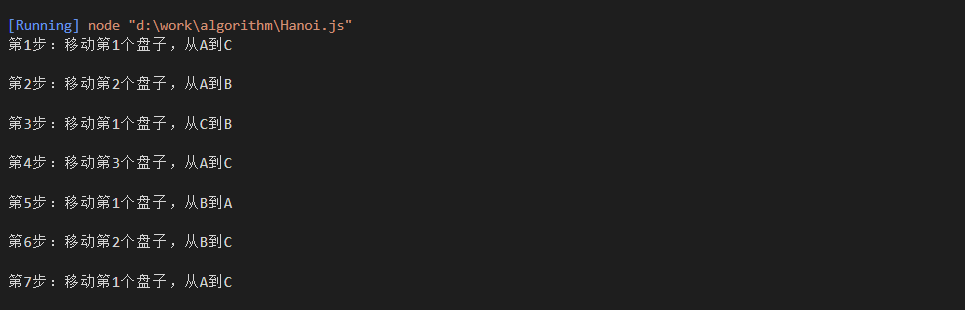 [Running] node "d:\work\algorithm\Hanoi.js"
第1步：移动第1个盘子，从A到C
第2步：移动第2个盘子，从A到B
第3步：移动第1个盘子，从C到B
第4步：移动第3个盘子，从A到C
第5步：移动第1个盘子，从B到A
第6步：移动第2个盘子，从B到C
第7步：移动第1个盘子，从A到C